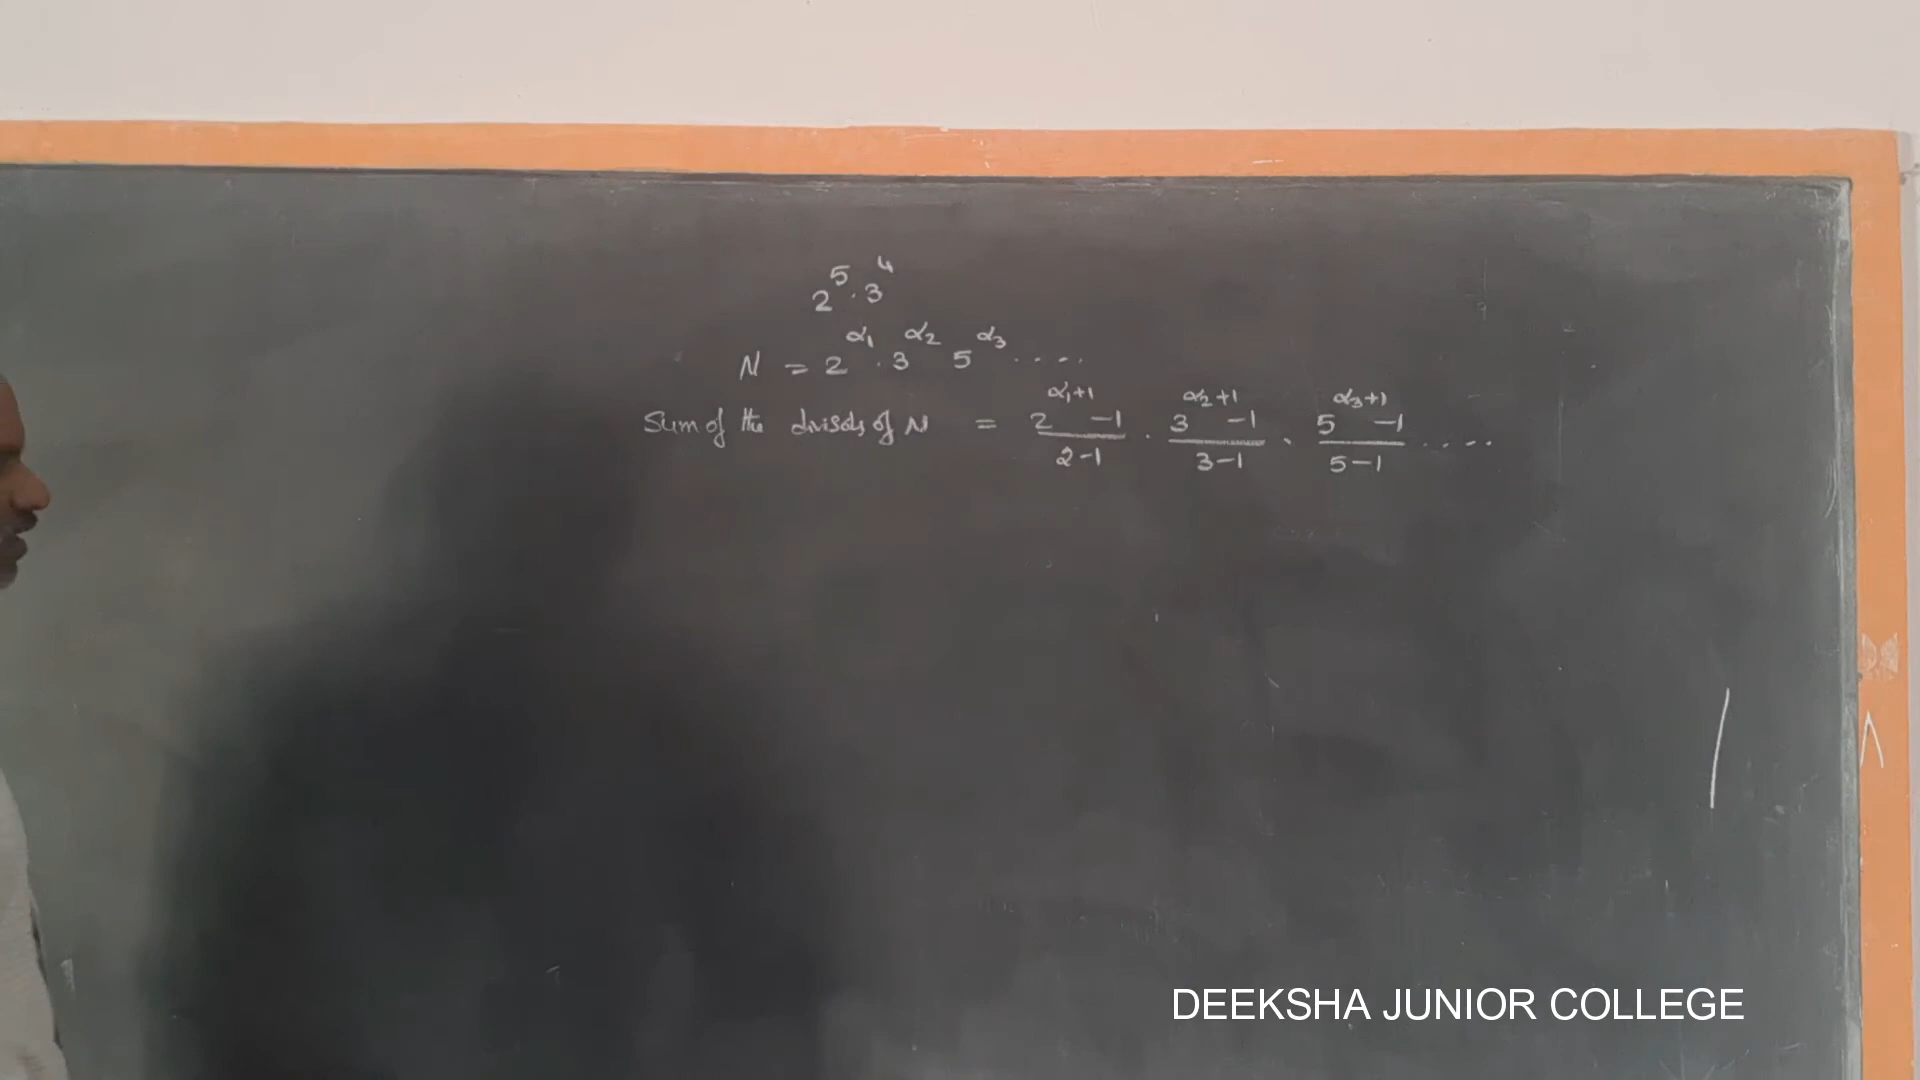 2^5 . 3^4
N = 2^α₁ . 3^α₂ 5^α₃ .....
Sum of the divisors of N = (2^(α₁+1) -1)/(2-1) . (3^(α₂+1) -1)/(3-1) . (5^(α₃+1) -1)/(5-1) .....
DEEKSHA JUNIOR COLLEGE